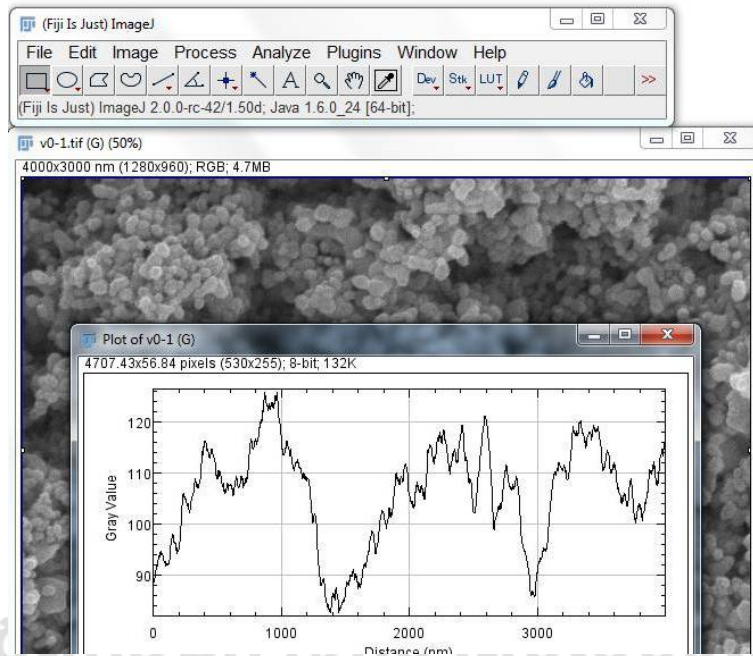 (Fiji Is Just) ImageJ
File Edit Image Process Analyze Plugins Window Help
A Dev Stk LUT >>
(Fiji Is Just) ImageJ 2.0.0-rc-42/1.50d; Java 1.6.0_24 [64-bit];
v0-1.tif (G) (50%)
4000x3000 nm (1280x960); RGB; 4.7MB
Plot of v0-1 (G)
4707.43x56.84 pixels (530x255); 8-bit; 132K
120
110
100
90
Gray Value
0 1000 2000 3000
Distance (nm)